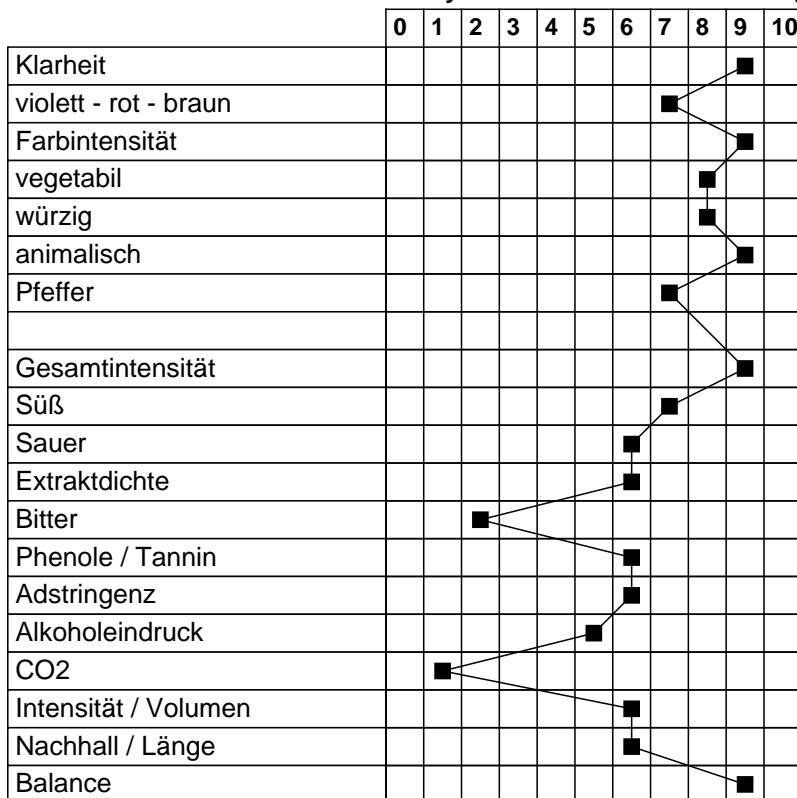 0 1 2 3 4 5 6 7 8 9 10
Klarheit
violett - rot - braun
Farbintensität
vegetabil
würzig
animalisch
Pfeffer
Gesamtintensität
Süß
Sauer
Extraktdichte
Bitter
Phenole / Tannin
Adstringenz
Alkoholeindruck
CO2
Intensität / Volumen
Nachhall / Länge
Balance